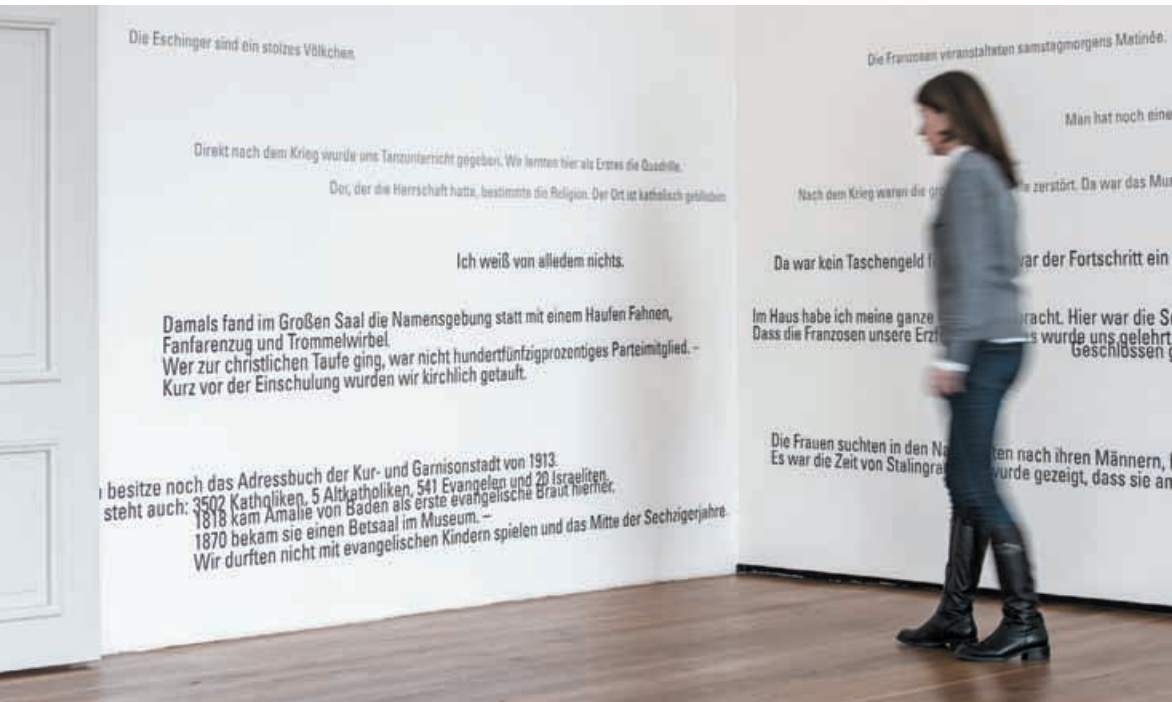 Die Eschinger sind ein stolzes Völkchen.
Direkt nach dem Krieg wurde uns Tanzunterricht gegeben. Wir lernten hier als Erstes die Quadrille.
Der, der die Herrschaft hatte, bestimmte die Religion. Der Ort ist katholisch geblieben
Ich weiß von alledem nichts.
Damals fand im Großen Saal die Namensgebung statt mit einem Haufen Fahnen,
Fanfarenzug und Trommelwirbel.
Wer zur christlichen Taufe ging, war nicht hundertfünfzigprozentiges Parteimitglied. –
Kurz vor der Einschulung wurden wir kirchlich getauft.
besitze noch das Adressbuch der Kur- und Garnisonstadt von 1913.
steht auch: 3502 Katholiken, 5 Altkatholiken, 541 Evangelen und 20 Israeliten.
1818 kam Amalie von Baden als erste evangelische Braut hierher.
1870 bekam sie einen Betsaal im Museum. –
Wir durften nicht mit evangelischen Kindern spielen und das Mitte der Sechzigerjahre.
Die Franzosen veranstalteten samstagmorgens Matinée.
Man hat noch eine
Nach dem Krieg waren die zerstört. Da war das
Da war kein Taschengeld war der Fortschritt ein
Im Haus habe ich meine ganze Hier war die
Dass die Franzosen unsere wurde uns gelehrt
Geschlossen
Die Frauen suchten in den nach ihren Männern,
Es war die Zeit von wurde gezeigt, dass sie